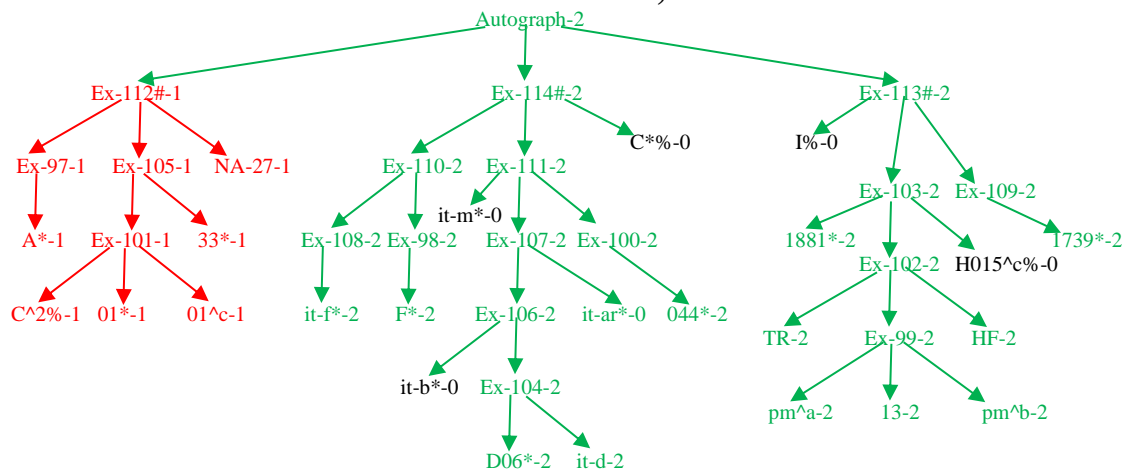 Autograph-2
Ex-112#-1 Ex-114#-2 Ex-113#-2
C*%-0 I%-0
Ex-97-1 Ex-105-1 NA-27-1 Ex-110-2 Ex-111-2
Ex-103-2 Ex-109-2
it-m*-0
A*-1 Ex-101-1 33*-1 Ex-108-2 Ex-98-2 Ex-107-2 Ex-100-2 1881*-2 1739*-2
Ex-102-2 H015^c%-0
C^2%-1 01*-1 01^c-1 it-f*-2 F*-2 Ex-106-2 it-ar*-0 044*-2
TR-2 Ex-99-2 HF-2
it-b*-0 Ex-104-2
pm^a-2 13-2 pm^b-2
D06*-2 it-d-2